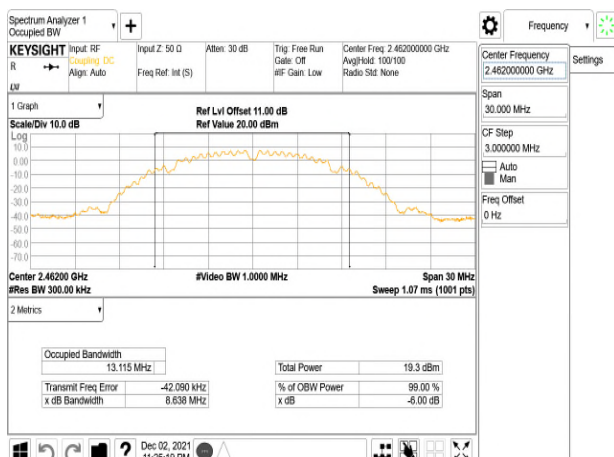 Spectrum Analyzer 1
Occupied BW
+
Frequency
KEYSIGHT Input: RF Input Z: 50 Ω Atten: 30 dB Trig: Free Run Center Freq: 2.462000000 GHz
R Coupling: DC Gate: Off Avg|Hold: 100/100
Align: Auto Freq Ref: Int (S) #IF Gain: Low Radio Std: None
LXI
Center Frequency
2.462000000 GHz
Settings
Span
30.000 MHz
CF Step
3.000000 MHz
Auto
Man
Freq Offset
0 Hz
1 Graph
Ref Lvl Offset 11.00 dB
Scale/Div 10.0 dB Ref Value 20.00 dBm
Log
10.0
0.00
-10.0
-20.0
-30.0
-40.0
-50.0
-60.0
-70.0
Center 2.46200 GHz #Video BW 1.0000 MHz Span 30 MHz
#Res BW 300.00 kHz Sweep 1.07 ms (1001 pts)
2 Metrics
Occupied Bandwidth
13.115 MHz Total Power 19.3 dBm
Transmit Freq Error -42.090 kHz % of OBW Power 99.00 %
x dB Bandwidth 8.638 MHz x dB -6.00 dB
? Dec 02, 2021